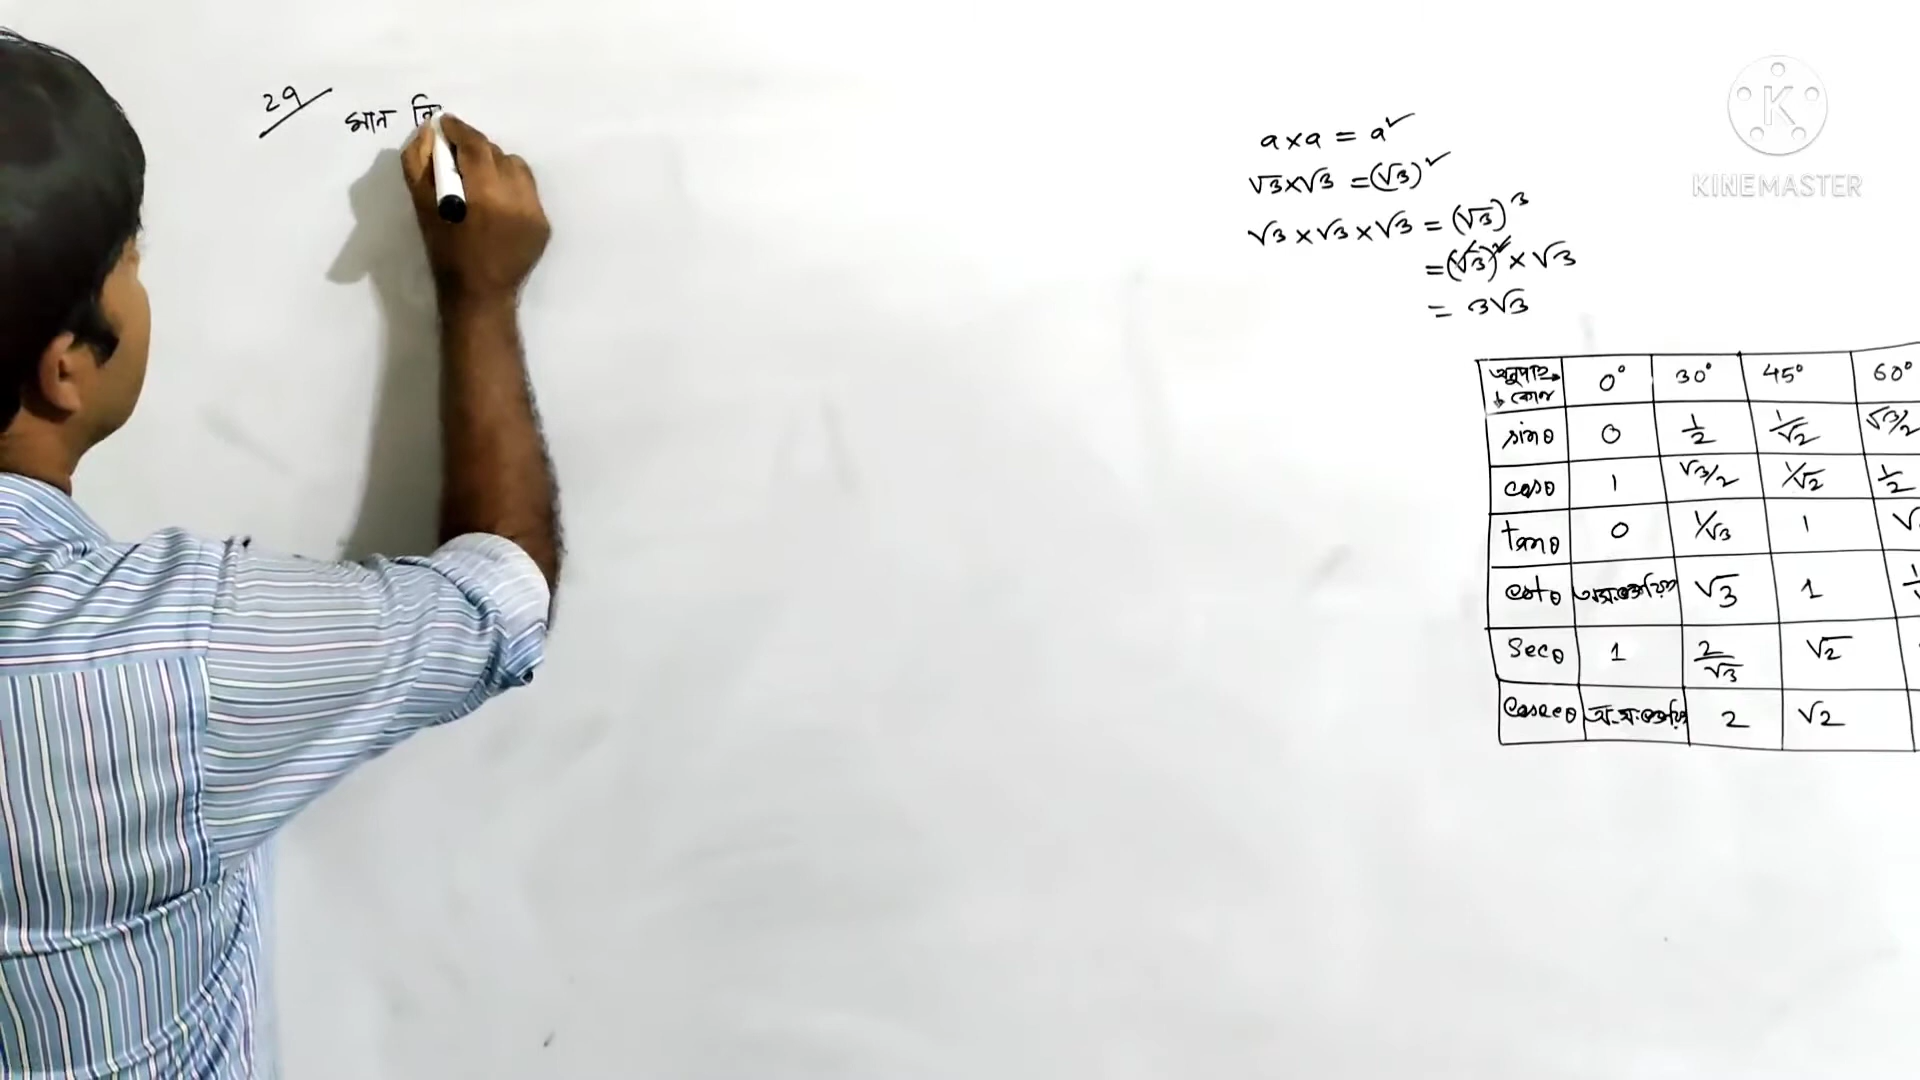 29
মান নি
a×a = a²
√3×√3 = (√3)²
√3×√3×√3 = (√3)³
= (√3)² × √3
= 3√3
অনুপাত→ ↓ কোণ 0° 30° 45° 60°
sinθ 0 1/2 1/√2 √3/2
cosθ 1 √3/2 1/√2 1/2
tanθ 0 1/√3 1
cotθ অসংজ্ঞায়িত √3 1
Secθ 1 2/√3 √2
Cosecθ অসংজ্ঞায়িত 2 √2
K
KINEMASTER